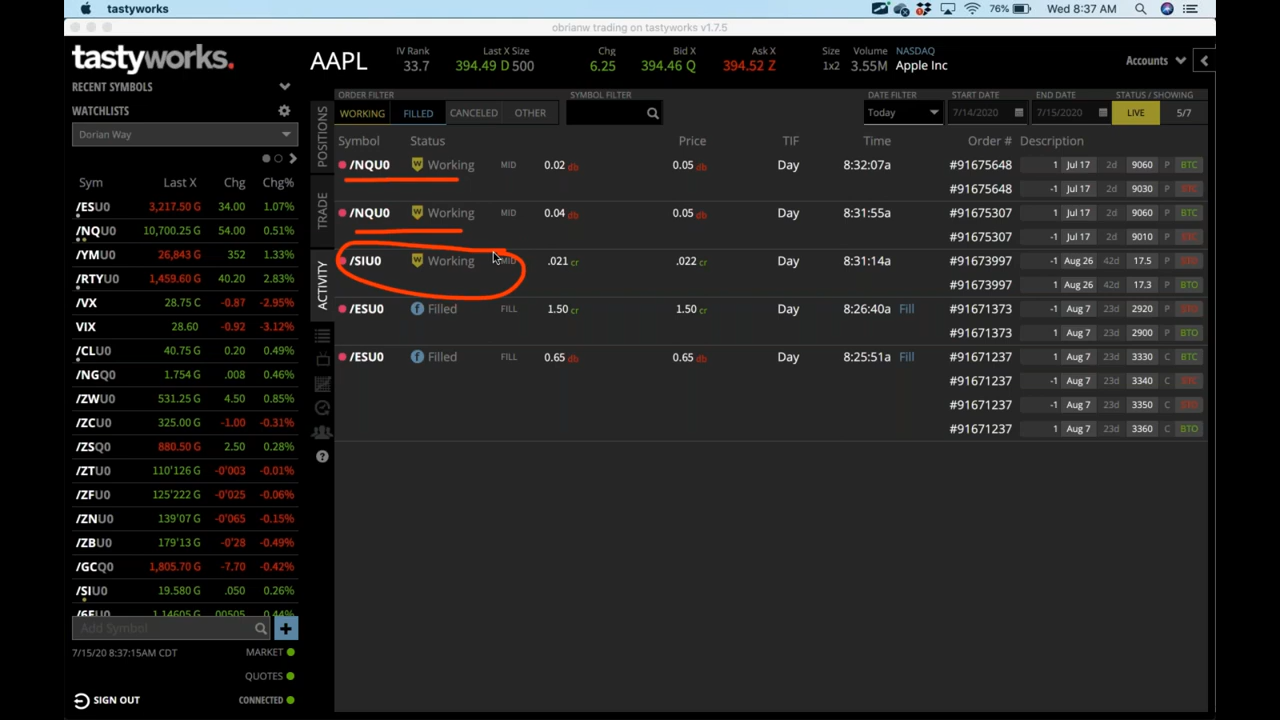 tastyworks
76%
Wed 8:37 AM
obrianw trading on tastyworks v1.7.5
tastyworks.
AAPL
IV Rank
33.7
Last X Size
394.49 D 500
Chg
6.25
Bid X
394.46 Q
Ask X
394.52 Z
Size
1x2
Volume
3.55M
NASDAQ
Apple Inc
Accounts
RECENT SYMBOLS
WATCHLISTS
Dorian Way
Sym Last X Chg Chg%
/ESU0 3,217.50 G 34.00 1.07%
/NQU0 10,700.25 G 54.00 0.51%
/YMU0 26,843 G 352 1.33%
/RTYU0 1,459.60 G 40.20 2.83%
/VX 28.75 C -0.87 -2.95%
VIX 28.60 -0.92 -3.12%
/CLU0 40.75 G 0.20 0.49%
/NGQ0 1.754 G .008 0.46%
/ZWU0 531.25 G 4.50 0.85%
/ZCU0 325.00 G -1.00 -0.31%
/ZSQ0 880.50 G 2.50 0.28%
/ZTU0 110'126 G -0'003 -0.01%
/ZFU0 125'222 G -0'025 -0.06%
/ZNU0 139'07 G -0'065 -0.15%
/ZBU0 179'13 G -0'28 -0.49%
/GCQ0 1,805.70 G -7.70 -0.42%
/SIU0 19.580 G .050 0.26%
/6EU0 1.14605 G .00505 0.44%
Add Symbol
7/15/20 8:37:15AM CDT
MARKET
QUOTES
SIGN OUT
CONNECTED
POSITIONS
TRADE
ACTIVITY
ORDER FILTER
WORKING FILLED CANCELED OTHER
SYMBOL FILTER
DATE FILTER
Today
START DATE
7/14/2020
END DATE
7/15/2020
STATUS / SHOWING
LIVE 5/7
Symbol Status Price TIF Time Order # Description
/NQU0 W Working MID 0.02 db 0.05 db Day 8:32:07a #91675648 1 Jul 17 2d 9060 P BTC
#91675648 -1 Jul 17 2d 9030 P STC
/NQU0 W Working MID 0.04 db 0.05 db Day 8:31:55a #91675307 1 Jul 17 2d 9060 P BTC
#91675307 -1 Jul 17 2d 9010 P STC
/SIU0 W Working MID .021 cr .022 cr Day 8:31:14a #91673997 -1 Aug 26 42d 17.5 P STO
#91673997 1 Aug 26 42d 17.3 P BTO
/ESU0 f Filled FILL 1.50 cr 1.50 cr Day 8:26:40a Fill #91671373 -1 Aug 7 23d 2920 P STO
#91671373 1 Aug 7 23d 2900 P BTO
/ESU0 f Filled FILL 0.65 db 0.65 db Day 8:25:51a Fill #91671237 1 Aug 7 23d 3330 C BTC
#91671237 -1 Aug 7 23d 3340 C STC
#91671237 -1 Aug 7 23d 3350 C STO
#91671237 1 Aug 7 23d 3360 C BTO